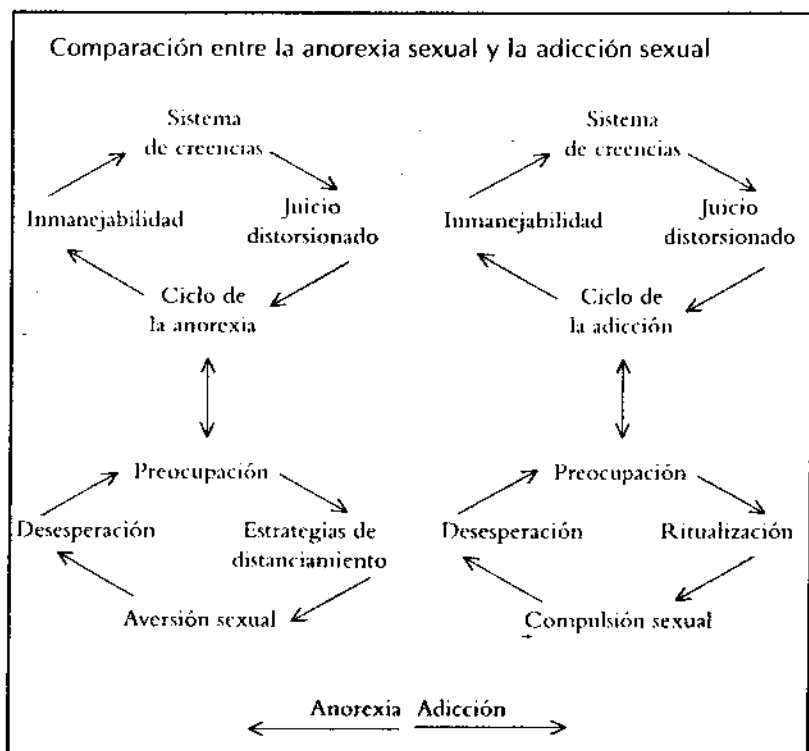 Comparación entre la anorexia sexual y la adicción sexual
Sistema
de creencias
Inmanejabilidad
Juicio
distorsionado
Ciclo de
la anorexia
Sistema
de creencias
Inmanejabilidad
Juicio
distorsionado
Ciclo de
la adicción
Preocupación
Desesperación
Estrategias de
distanciamiento
Aversión sexual
Preocupación
Desesperación
Ritualización
Compulsión sexual
Anorexia Adicción